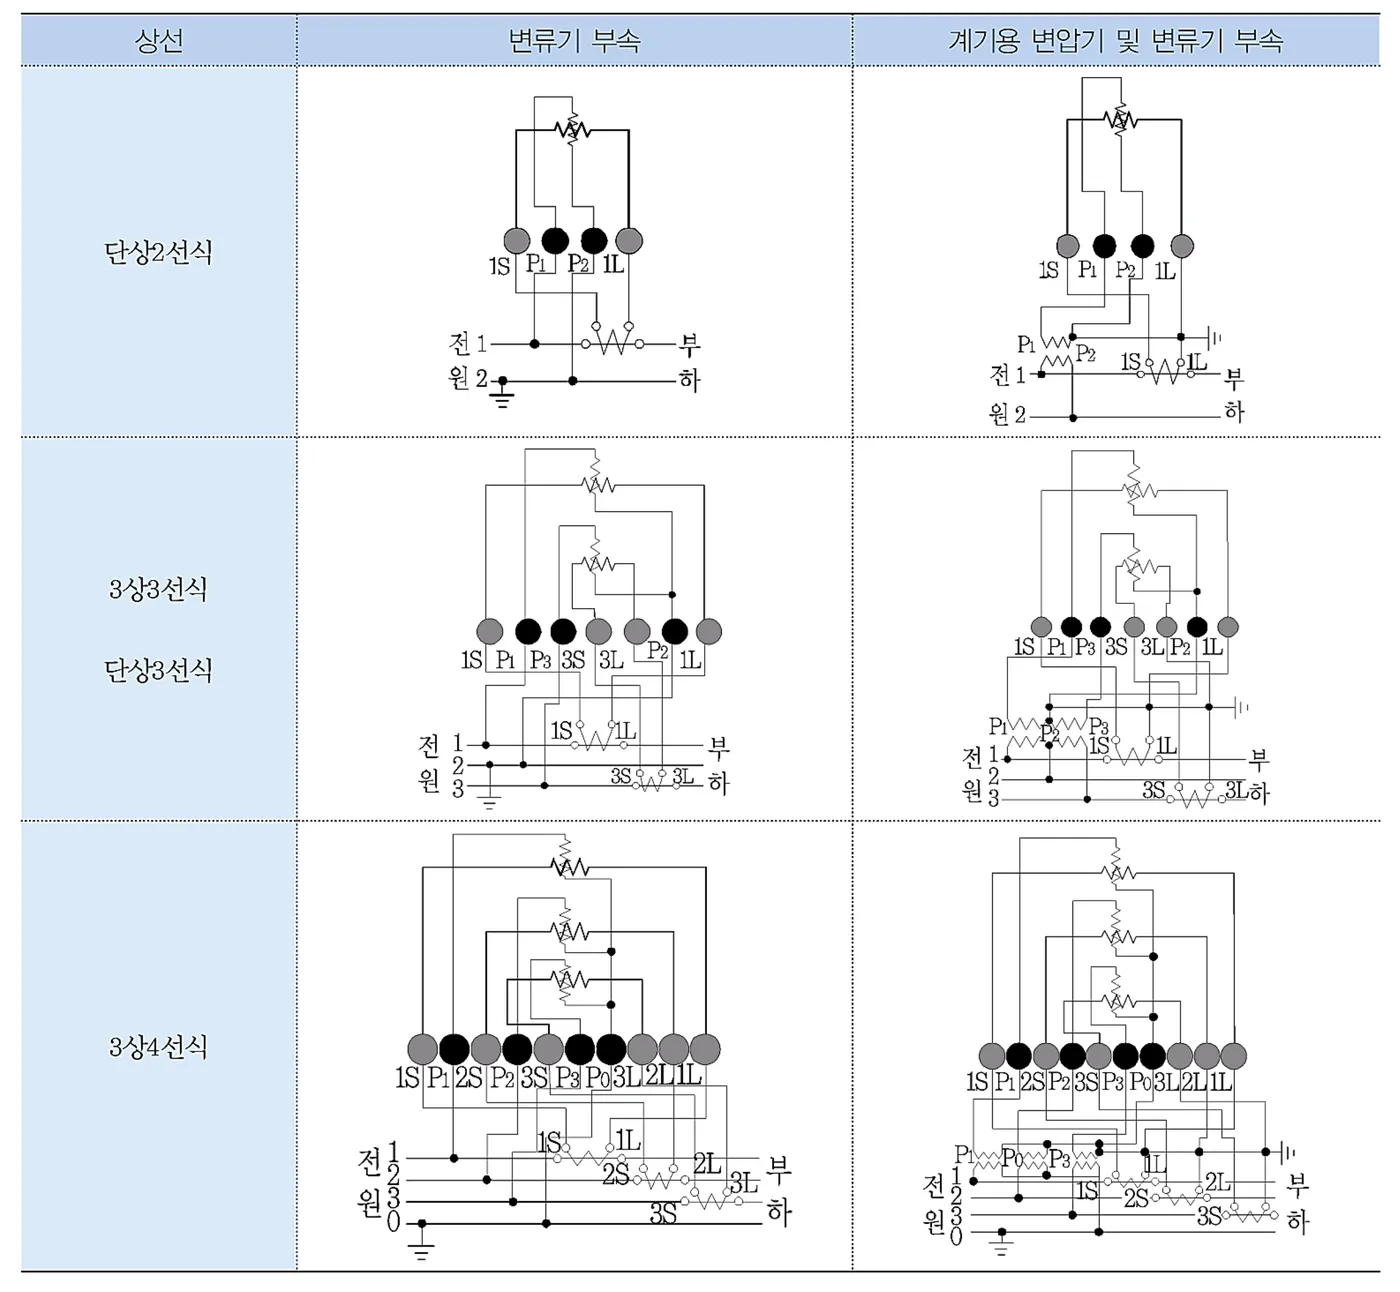 상선 변류기 부속 계기용 변압기 및 변류기 부속
단상2선식
1S P1 P2 1L
전 1 부
원 2 하
1S P1 P2 1L
P1 P2 1S 1L
전 1 부
원 2 하
3상3선식
단상3선식
1S P1 P3 3S 3L P2 1L
1S 1L
전 1 부
2
원 3 3S 3L 하
1S P1 P3 3S 3L P2 1L
P1 P2 P3
전 1 1S 1L 부
2
원 3 3S 3L 하
3상4선식
1S P1 2S P2 3S P3 P0 3L 2L 1L
1S 1L
전 1 부
2 2S 2L
원 3 3S 3L 하
0
1S P1 2S P2 3S P3 P0 3L 2L 1L
P1 P0 P3 1L
전 1 1S 2L 부
2 2S
원 3 3S 하
0